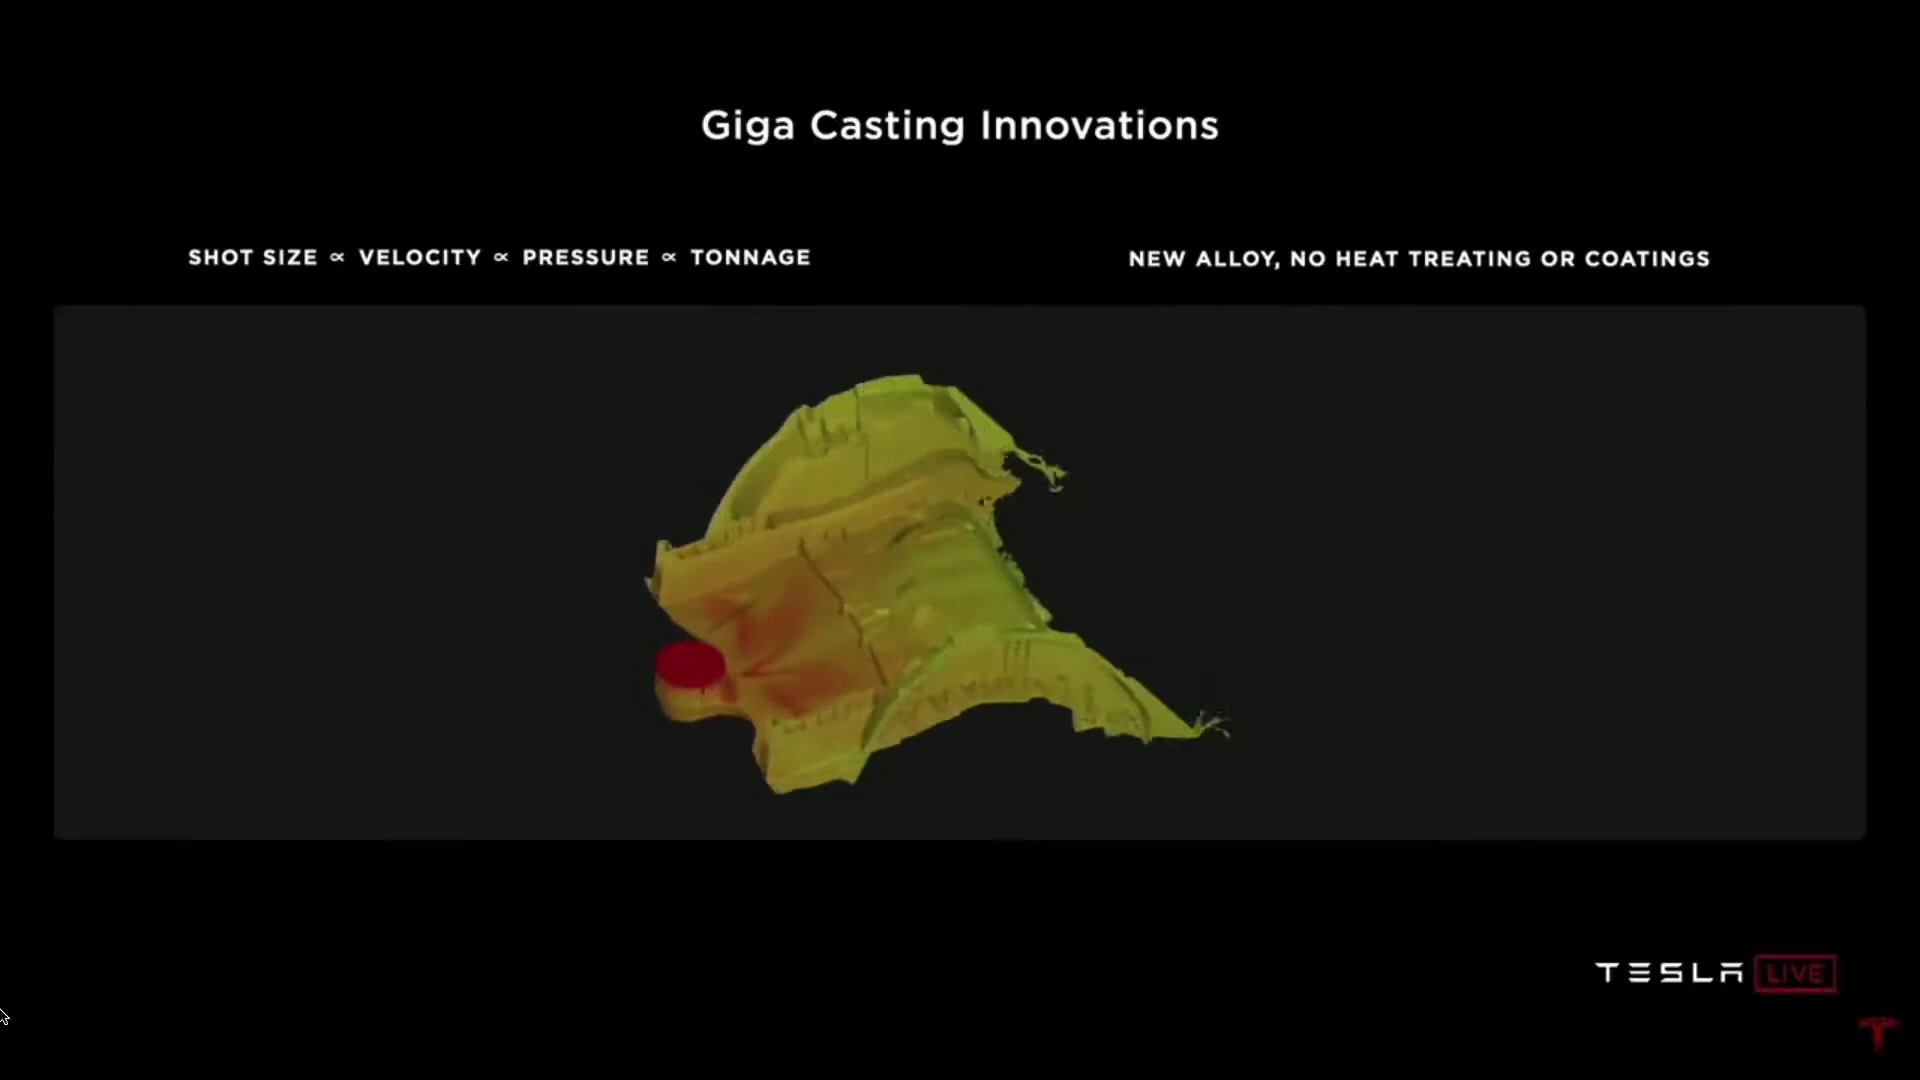 Giga Casting Innovations
SHOT SIZE ∝ VELOCITY ∝ PRESSURE ∝ TONNAGE
NEW ALLOY, NO HEAT TREATING OR COATINGS
TESLA LIVE